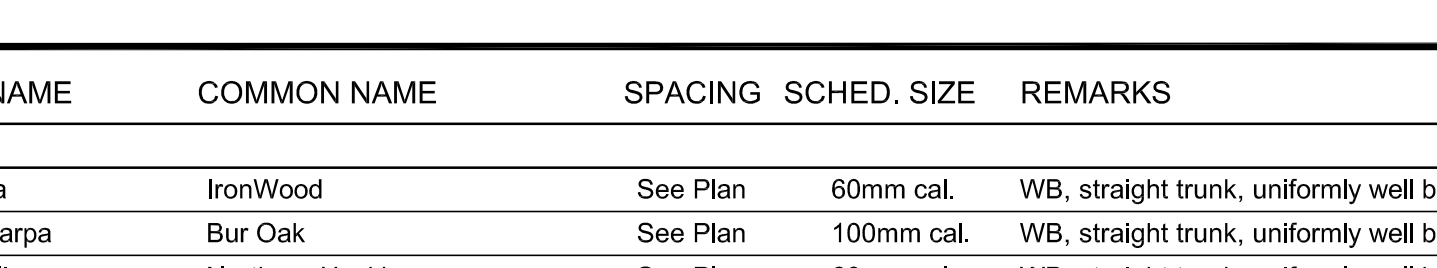 NAME COMMON NAME SPACING SCHED. SIZE REMARKS
a IronWood See Plan 60mm cal. WB, straight trunk, uniformly well b
arpa Bur Oak See Plan 100mm cal. WB, straight trunk, uniformly well b